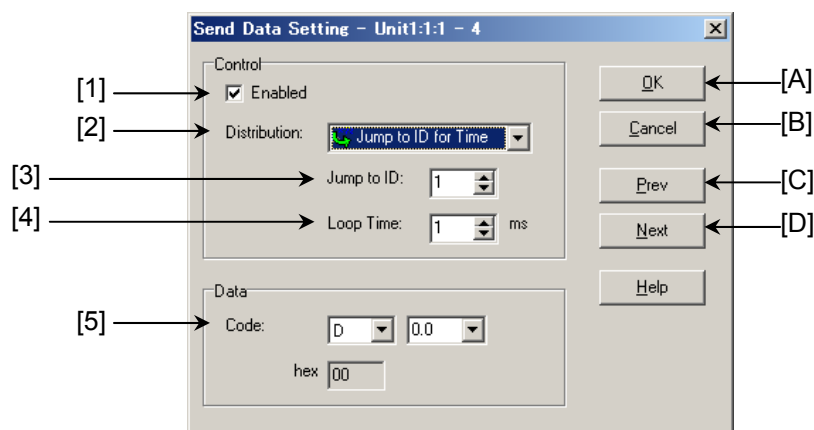 Send Data Setting - Unit1:1:1 - 4
Control
[1] Enabled
[2] Distribution: Jump to ID for Time
[3] Jump to ID: 1
[4] Loop Time: 1 ms
Data
[5] Code: D 0.0
hex 00
OK [A]
Cancel [B]
Prev [C]
Next [D]
Help